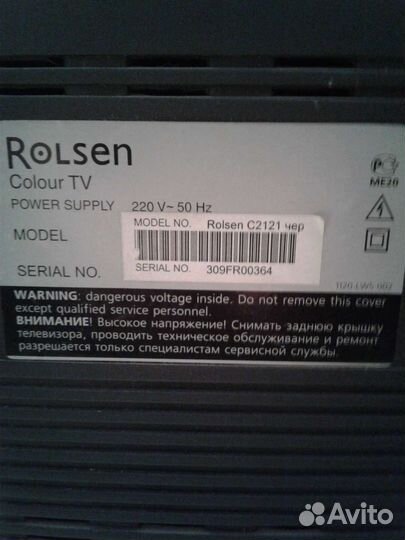 ROLSEN
Colour TV
POWER SUPPLY 220 V~ 50 Hz
MODEL
MODEL NO. Rolsen C2121 чер
SERIAL NO. 309FR00364
SERIAL NO.
ME20
WARNING: dangerous voltage inside. Do not remove this cover
except qualified service personnel.
ВНИМАНИЕ! Высокое напряжение! Снимать заднюю крышку
телевизора, проводить техническое обслуживание и ремонт
разрешается только специалистам сервисной службы.
Avito